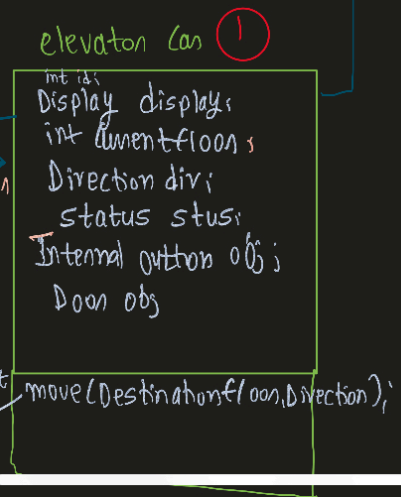 elevator Car 1
int id;
Display display;
int Currentfloor;
Direction dir;
status stus;
Internal button obj;
Door obj
move(Destinationfloor, Direction);